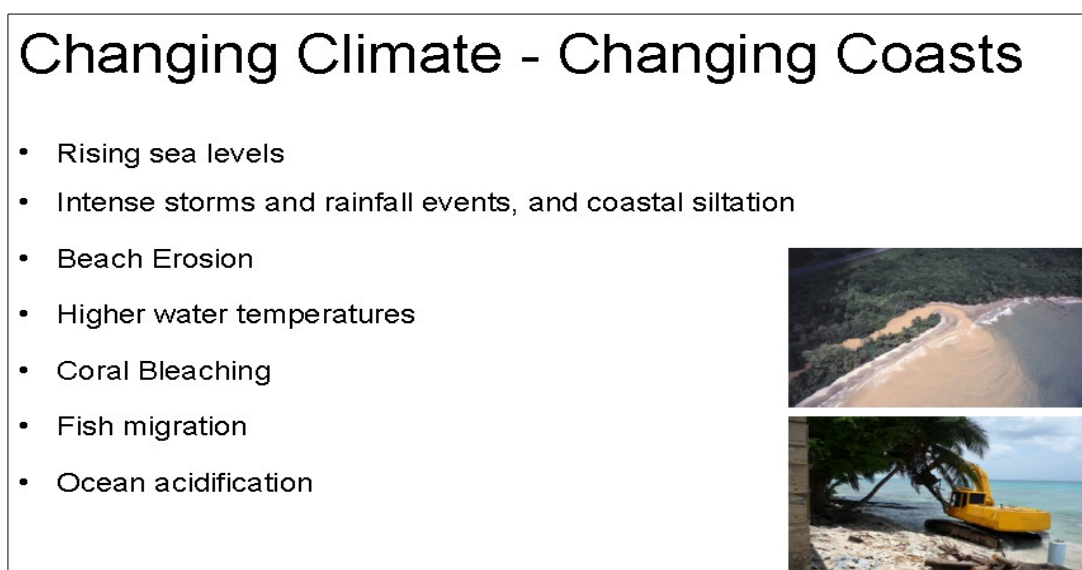 Changing Climate - Changing Coasts
• Rising sea levels
• Intense storms and rainfall events, and coastal siltation
• Beach Erosion
• Higher water temperatures
• Coral Bleaching
• Fish migration
• Ocean acidification